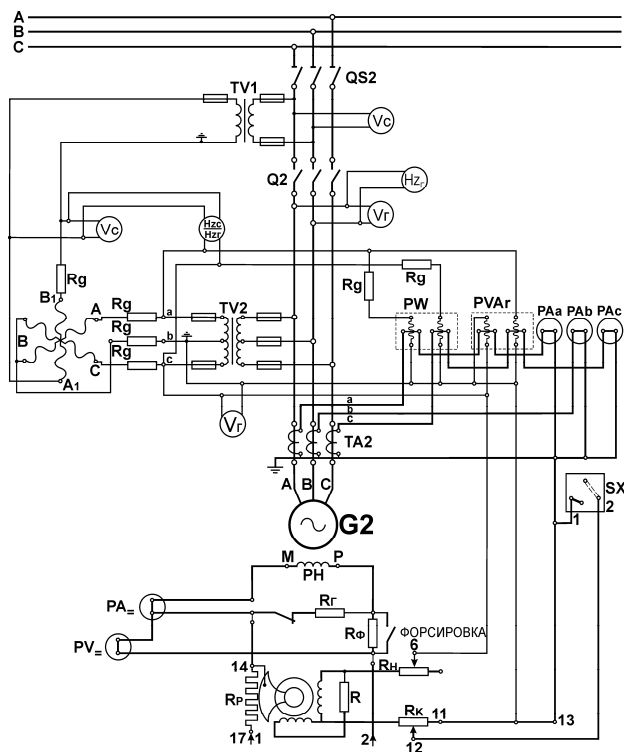 A
B
C
QS2
TV1
Vc
Q2
HzГ
Vc
Hzc
Hzг
Vг
Rg
Rg
Rg
PW
PVAr
PAa PAb PAc
B1
A
Rg
a
TV2
Rg
B
b
Rg
C
c
A1
Vг
a
b
c
TA2
A B C
SX
1 2
G2
M P
PH
PA=
RГ
RФ
ФОРСИРОВКА
6
PV=
14
RН
RР
R
RК 11
13
17 1
2
12